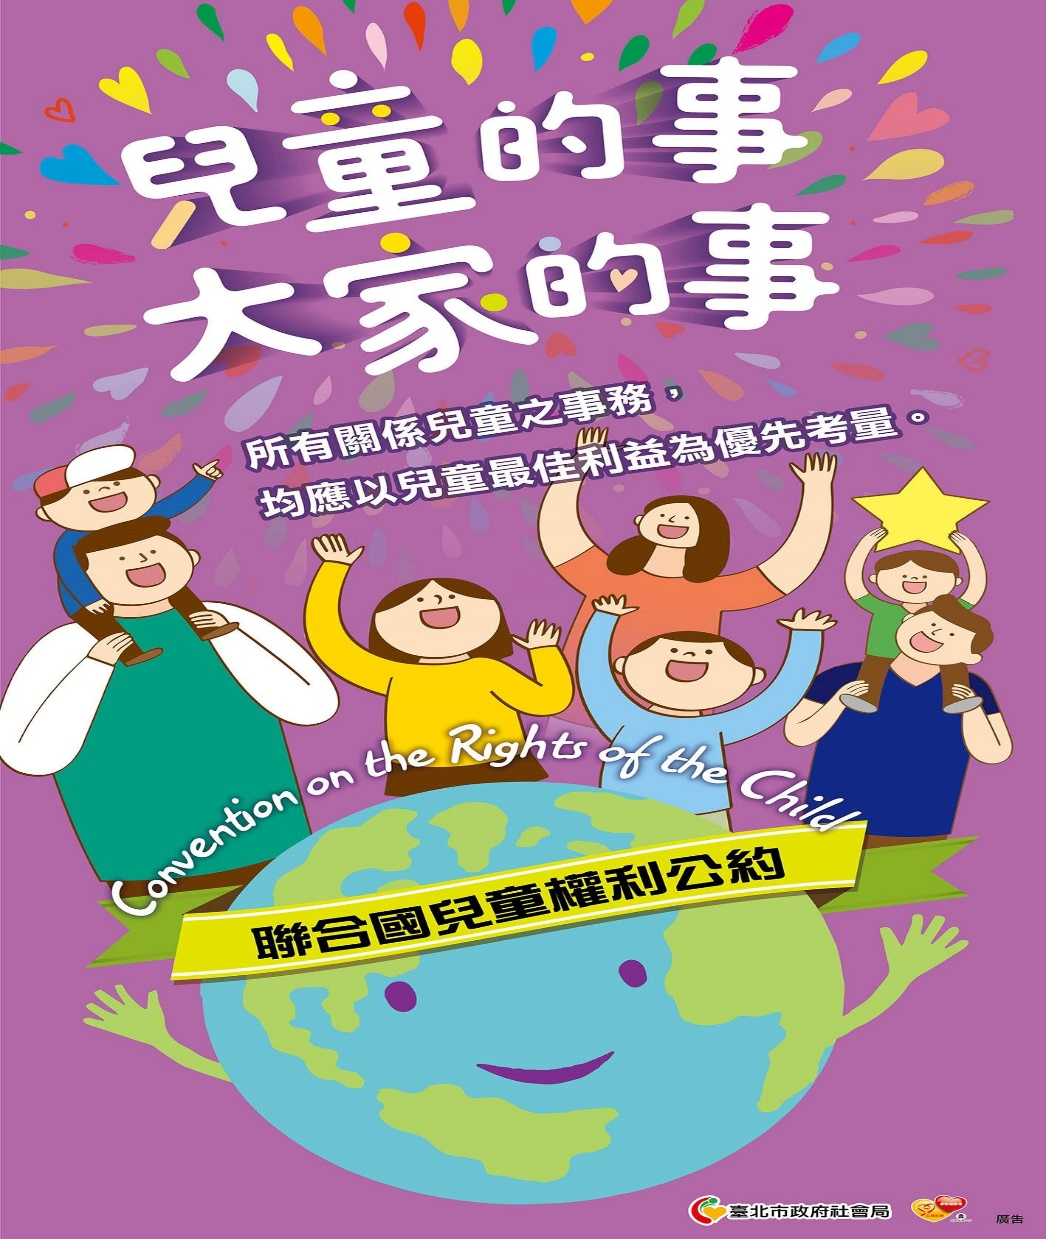 兒童的事
大家的事
所有關係兒童之事務，
均應以兒童最佳利益為優先考量。
Convention on the Rights of the Child
聯合國兒童權利公約
臺北市政府社會局
廣告